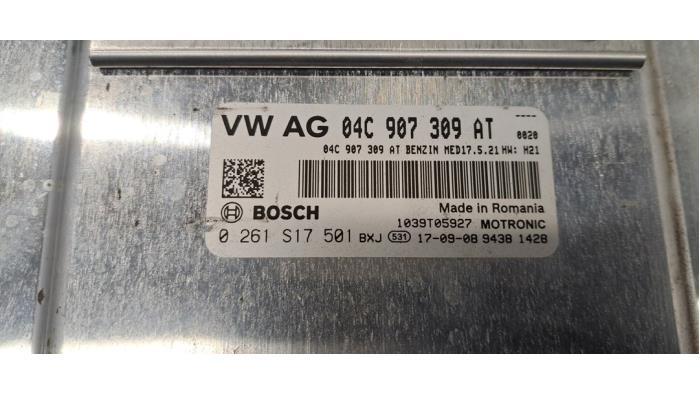 VW AG 04C 907 309 AT ----
0020
04C 907 309 AT BENZIN MED17.5.21 HW: H21
BOSCH
Made in Romania
1039T05927 MOTRONIC
0 261 S17 501 BXJ 531 17-09-08 9438 1428